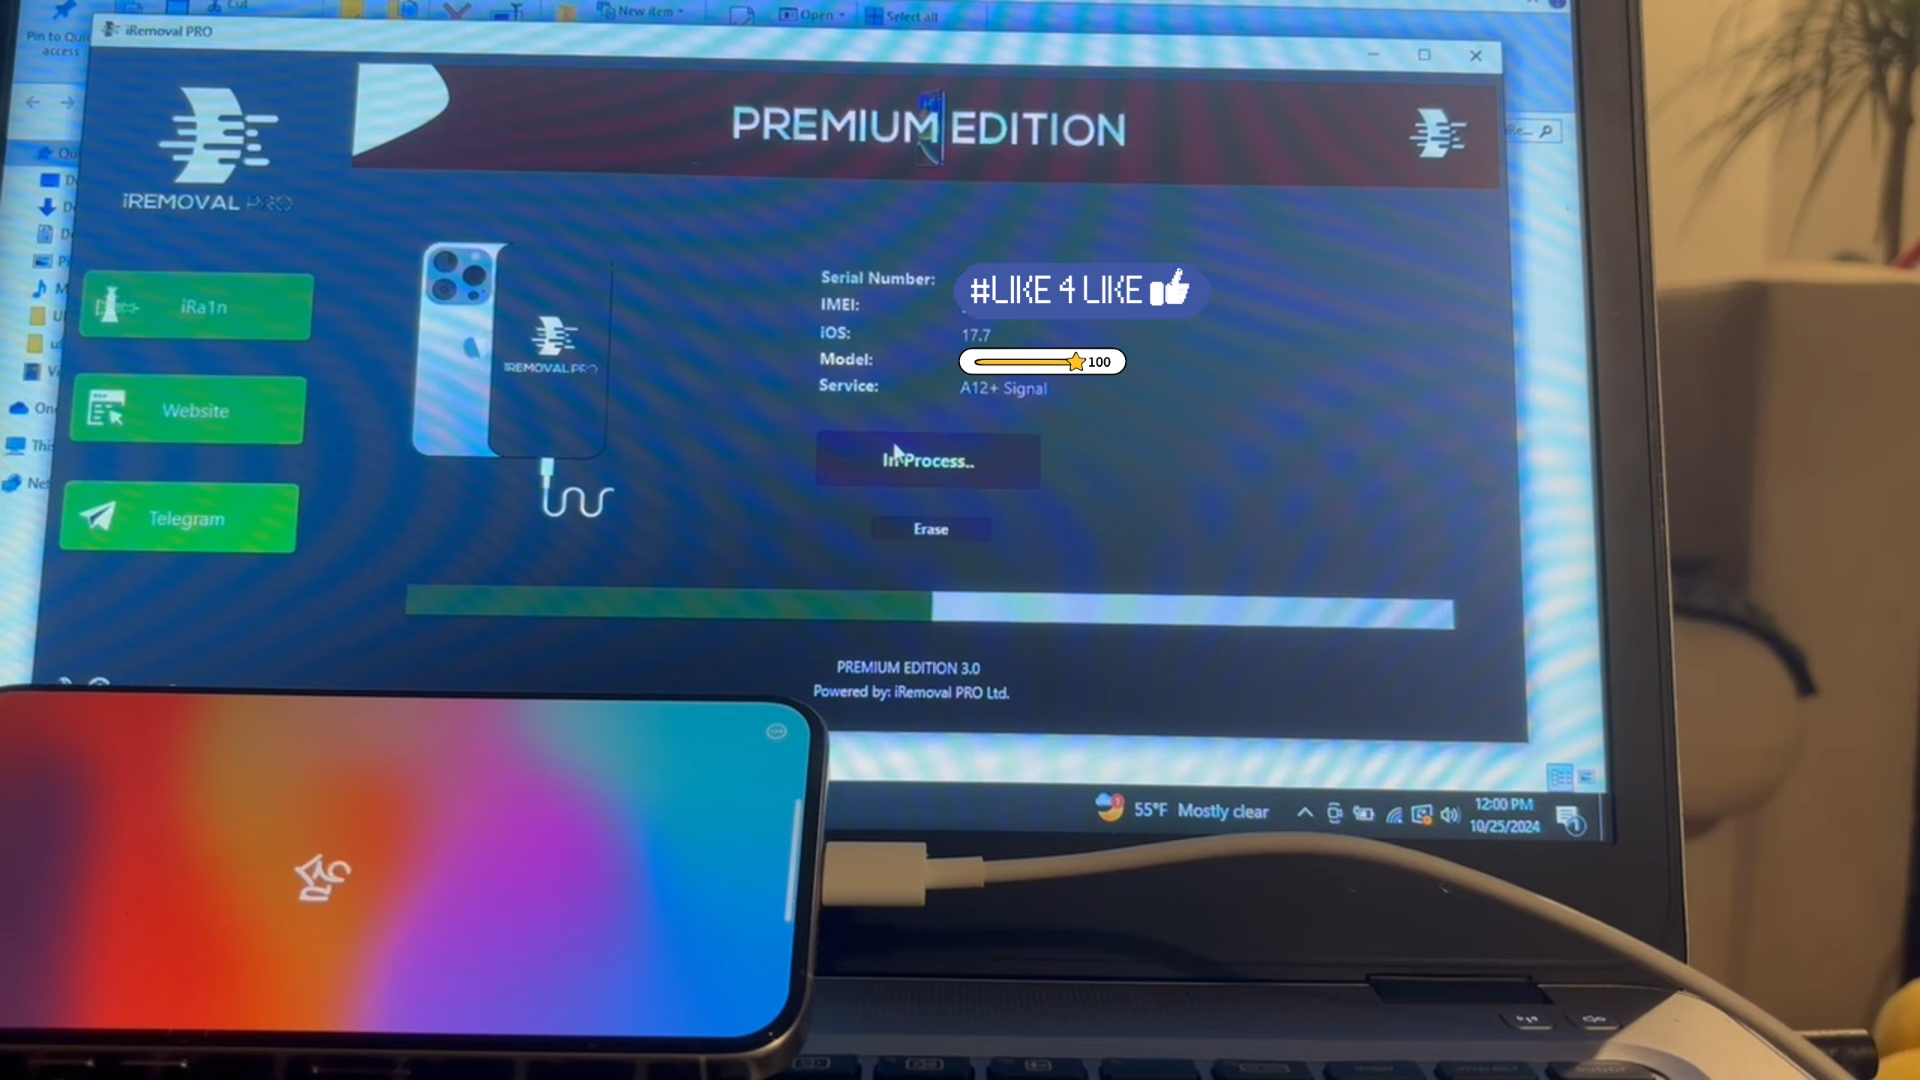 Cut
New item
Open
Select all
Pin to Quick
access
iRemoval PRO
PREMIUM EDITION
iREMOVAL PRO
Serial Number:
#LIKE 4 LIKE
IMEI:
iOS: 17.7
Model: 100
Service: A12+ Signal
iRa1n
iREMOVAL PRO
Website
In Process..
Telegram
Erase
PREMIUM EDITION 3.0
Powered by: iRemoval PRO Ltd.
55°F Mostly clear
12:00 PM
10/25/2024
1